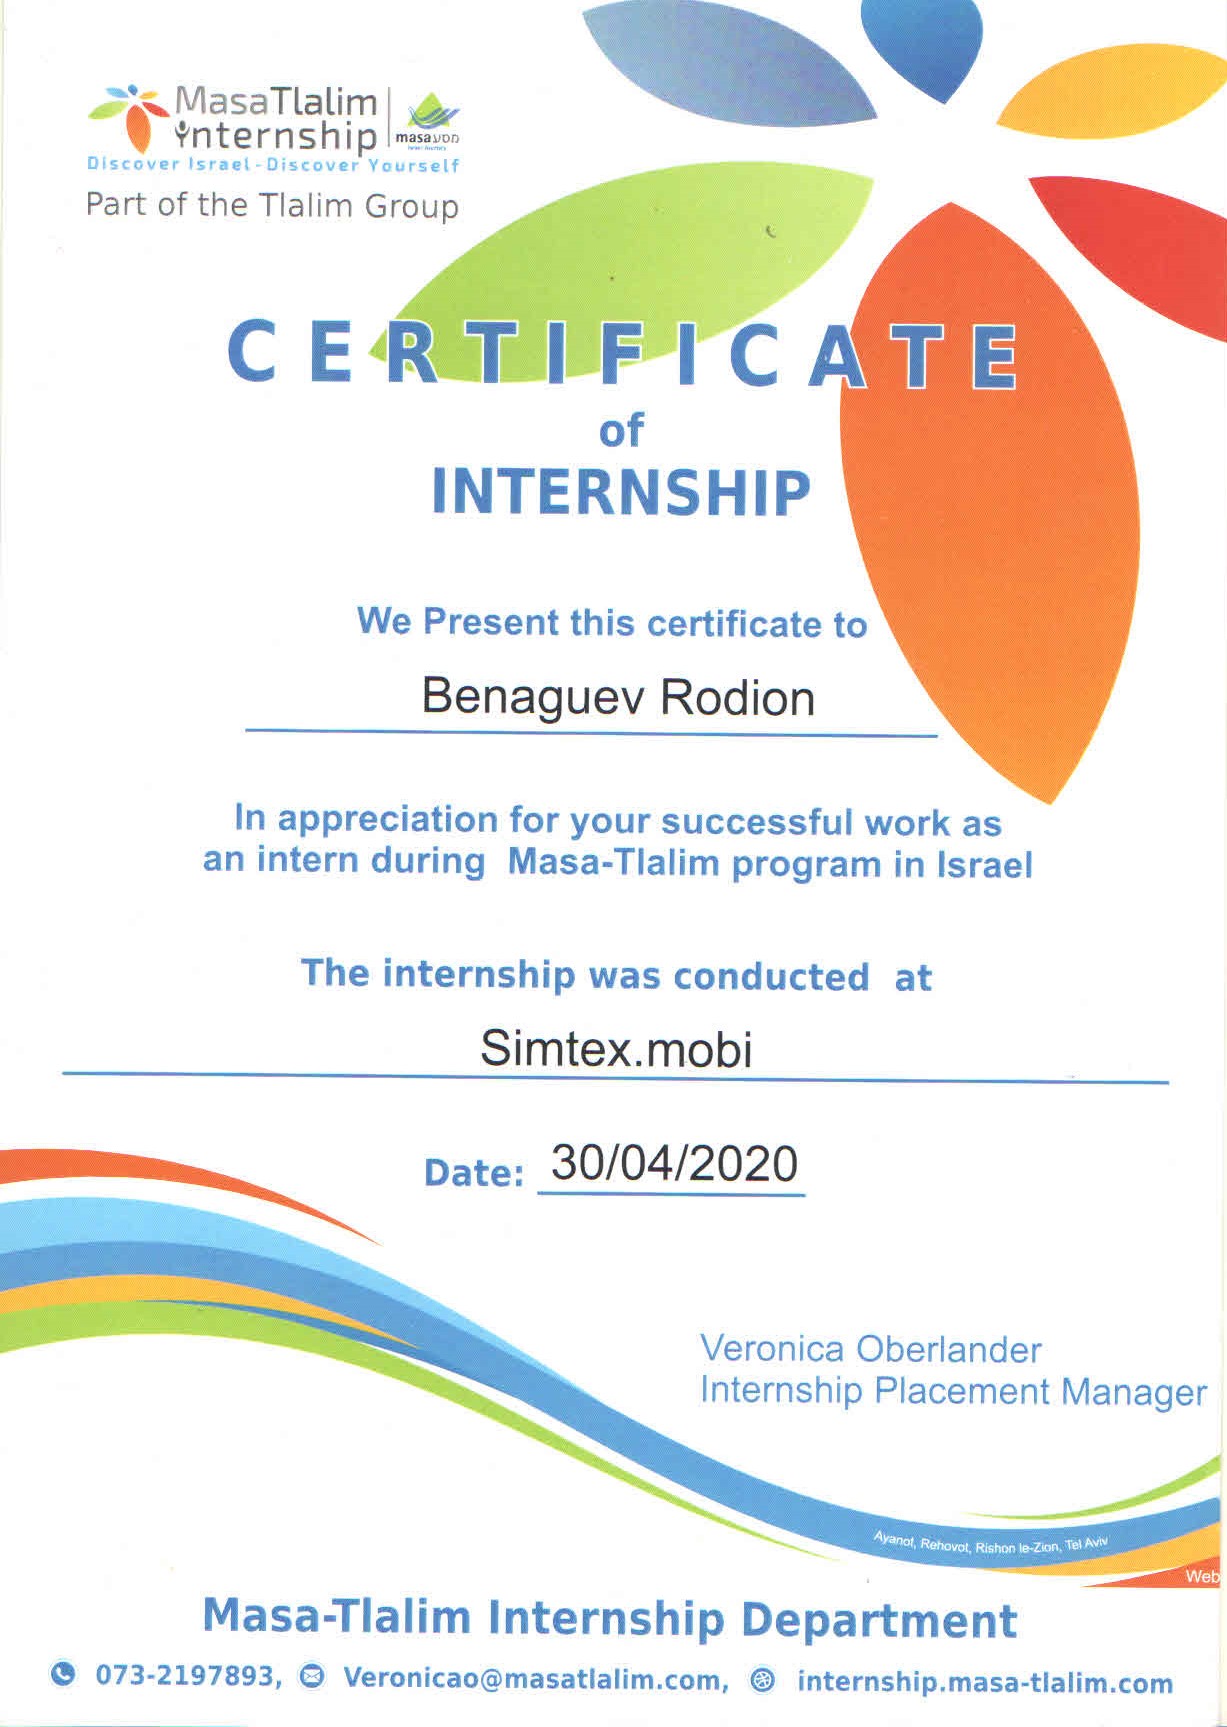 MasaTlalim
internship
masa מסע
Discover Israel - Discover Yourself
Part of the Tlalim Group
CERTIFICATE
of
INTERNSHIP
We Present this certificate to
Benaguev Rodion
In appreciation for your successful work as
an intern during Masa-Tlalim program in Israel
The internship was conducted at
Simtex.mobi
Date: 30/04/2020
Veronica Oberlander
Internship Placement Manager
Ayanot, Rehovot, Rishon le-Zion, Tel Aviv
Web
Masa-Tlalim Internship Department
073-2197893, Veronicao@masatlalim.com, internship.masa-tlalim.com